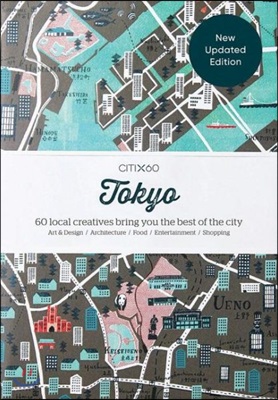 New
Updated
Edition
HAMAMATSUCHO
CITIX60
Tokyo
60 local creatives bring you the best of the city
Art & Design / Architecture / Food / Entertainment / Shopping
UENO